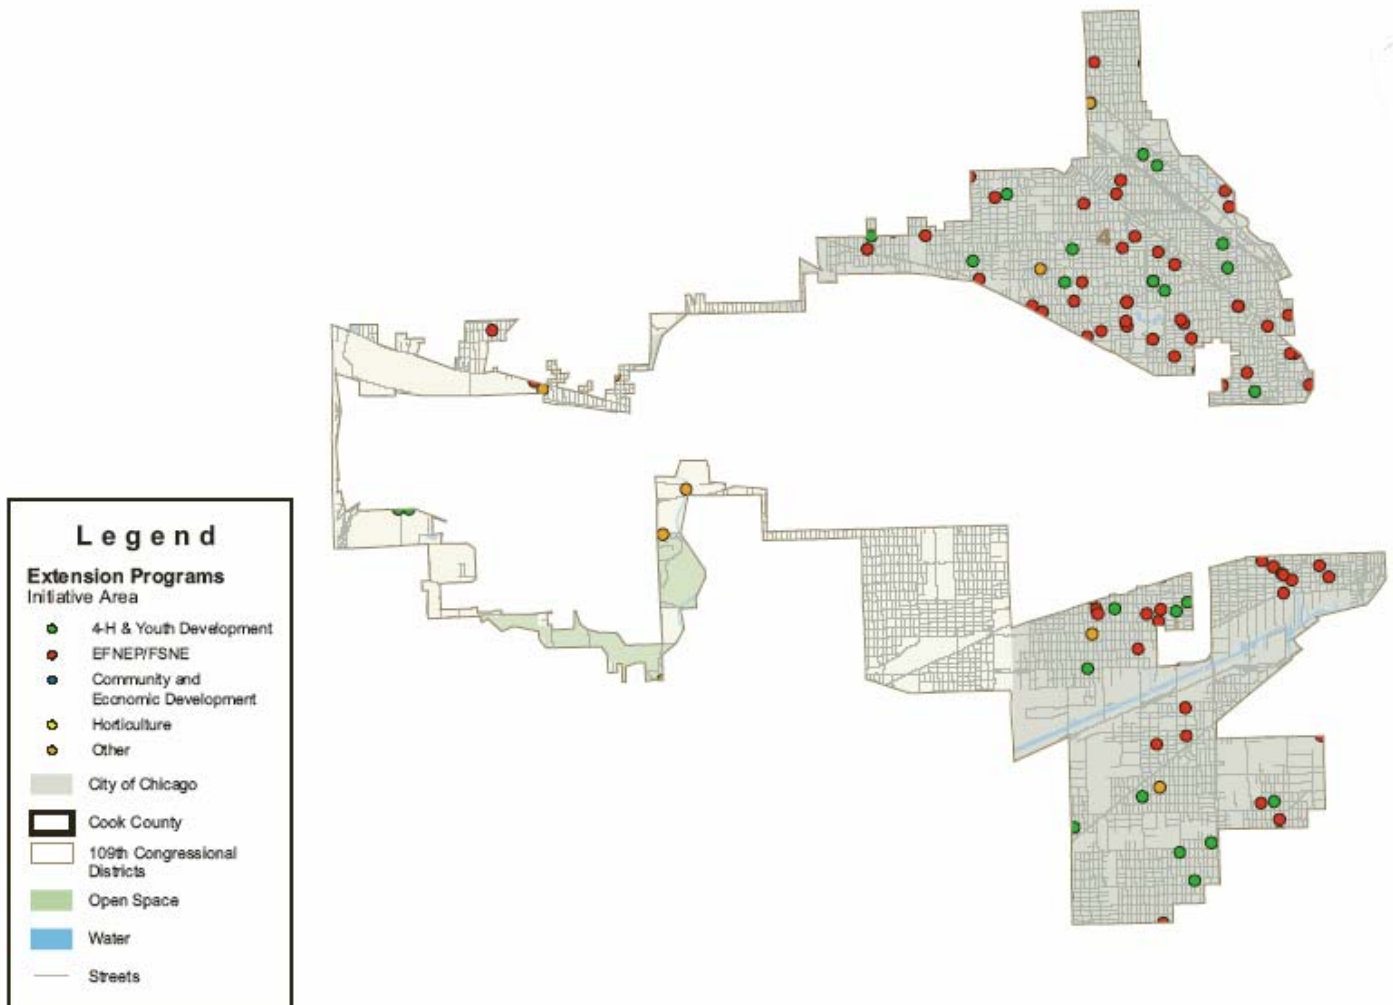 4
Legend
Extension Programs
Initiative Area
4-H & Youth Development
EFNEP/FSNE
Community and
Economic Development
Horticulture
Other
City of Chicago
Cook County
109th Congressional
Districts
Open Space
Water
Streets